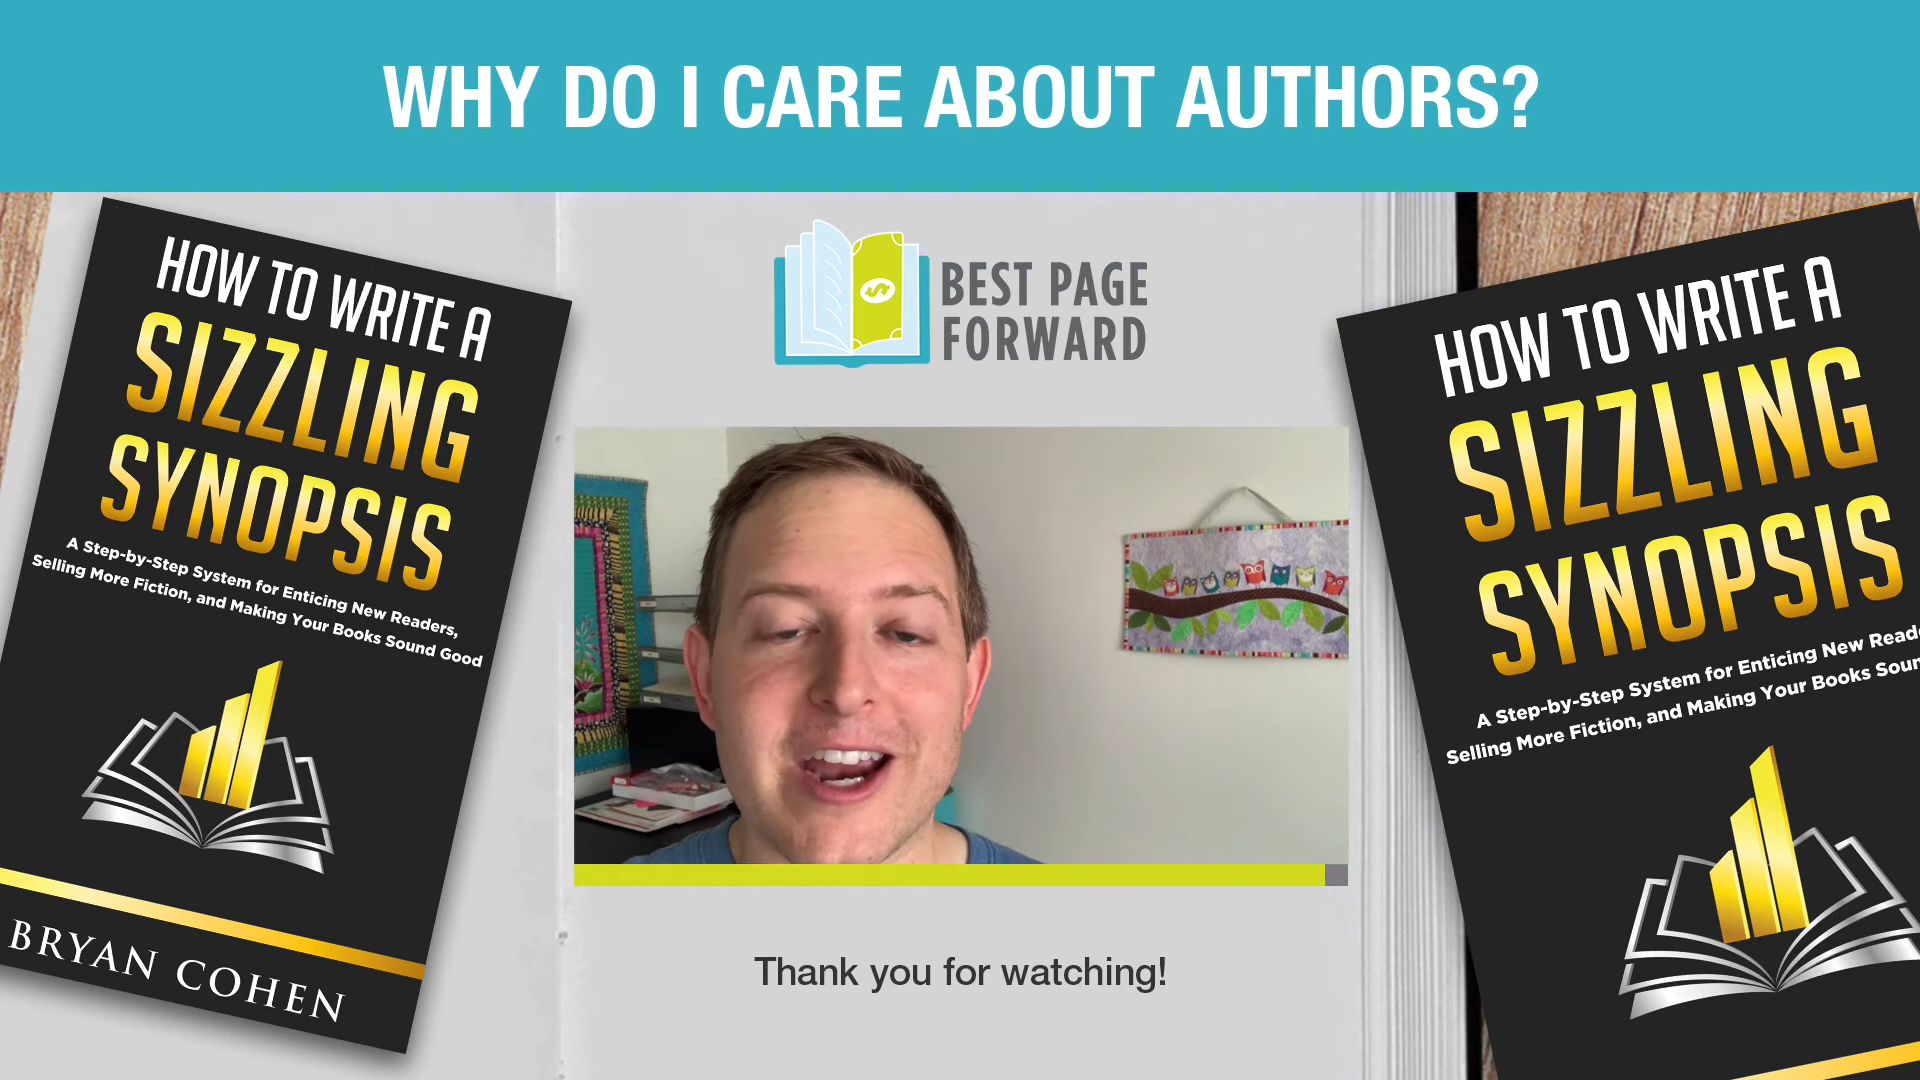 WHY DO I CARE ABOUT AUTHORS?
HOW TO WRITE A
SIZZLING
SYNOPSIS
A Step-by-Step System for Enticing New Readers,
Selling More Fiction, and Making Your Books Sound Good
BRYAN COHEN
BEST PAGE
FORWARD
Thank you for watching!
HOW TO WRITE A
SIZZLING
SYNOPSIS
A Step-by-Step System for Enticing New Reade
Selling More Fiction, and Making Your Books Soun